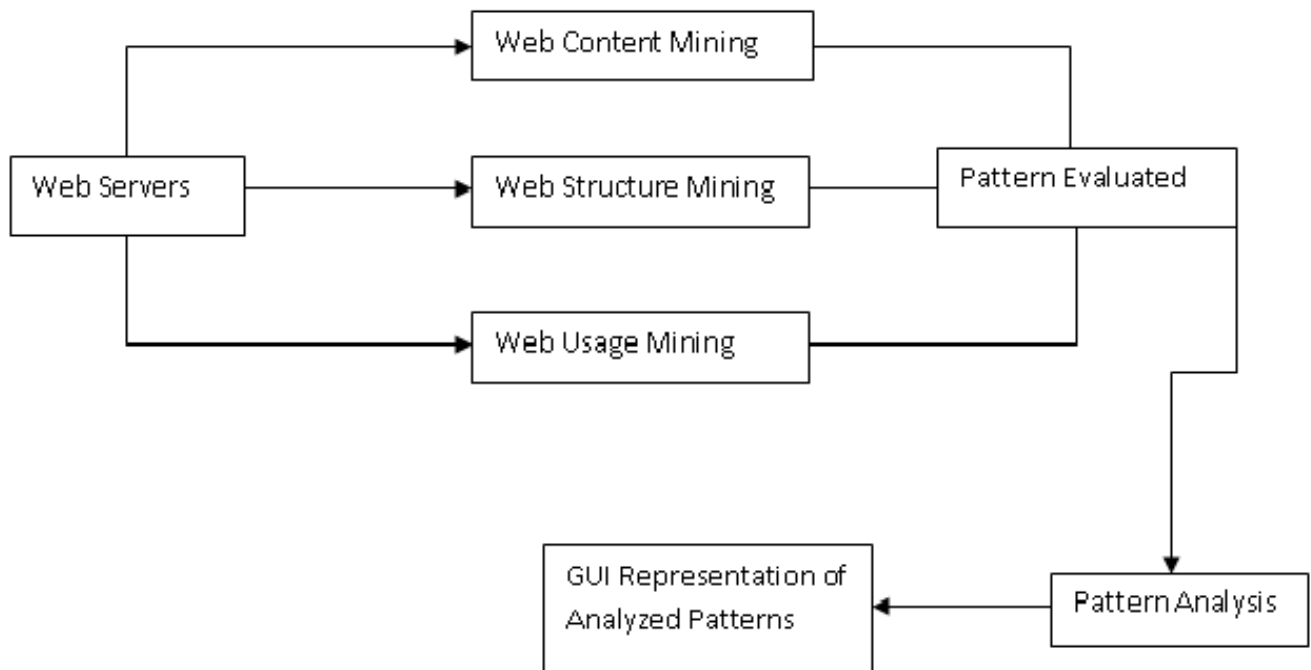 Web Content Mining
Web Servers
Web Structure Mining
Pattern Evaluated
Web Usage Mining
GUI Representation of
Analyzed Patterns
Pattern Analysis